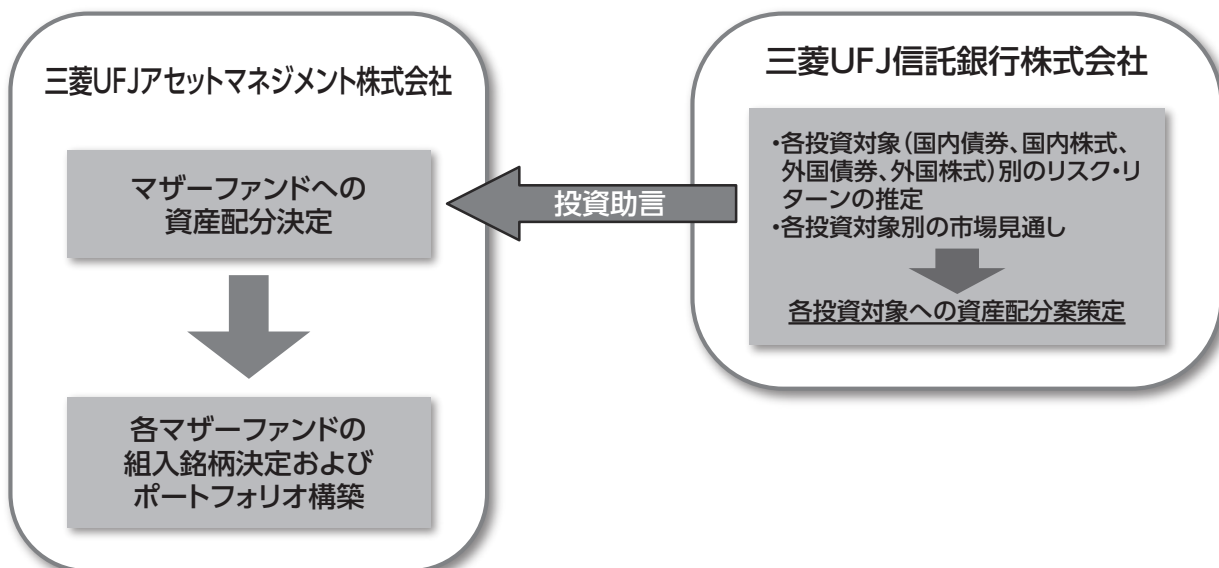 三菱UFJアセットマネジメント株式会社
マザーファンドへの
資産配分決定
各マザーファンドの
組入銘柄決定および
ポートフォリオ構築
投資助言
三菱UFJ信託銀行株式会社
・各投資対象(国内債券、国内株式、
外国債券、外国株式)別のリスク・リ
ターンの推定
・各投資対象別の市場見通し
各投資対象への資産配分案策定